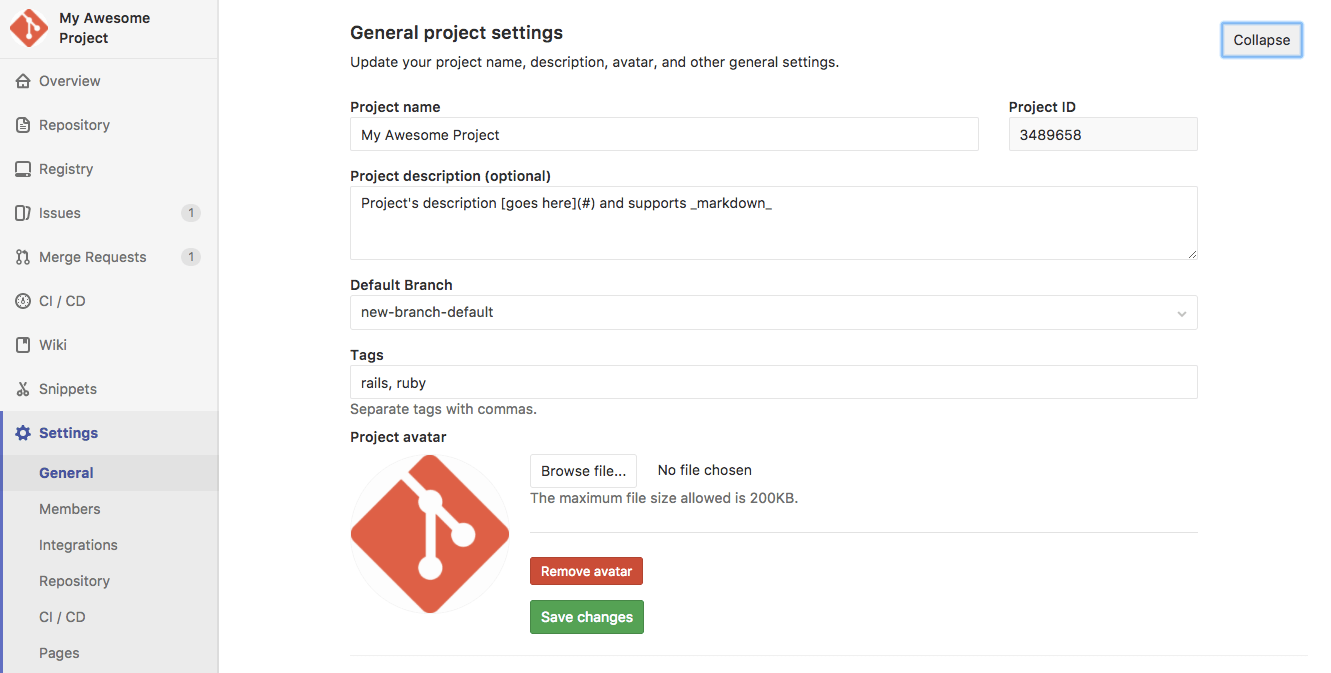 My Awesome
Project
Overview
Repository
Registry
Issues 1
Merge Requests 1
CI / CD
Wiki
Snippets
Settings
General
Members
Integrations
Repository
CI / CD
Pages
General project settings
Collapse
Update your project name, description, avatar, and other general settings.
Project name
My Awesome Project
Project ID
3489658
Project description (optional)
Project's description [goes here](#) and supports _markdown_
Default Branch
new-branch-default
Tags
rails, ruby
Separate tags with commas.
Project avatar
Browse file... No file chosen
The maximum file size allowed is 200KB.
Remove avatar
Save changes